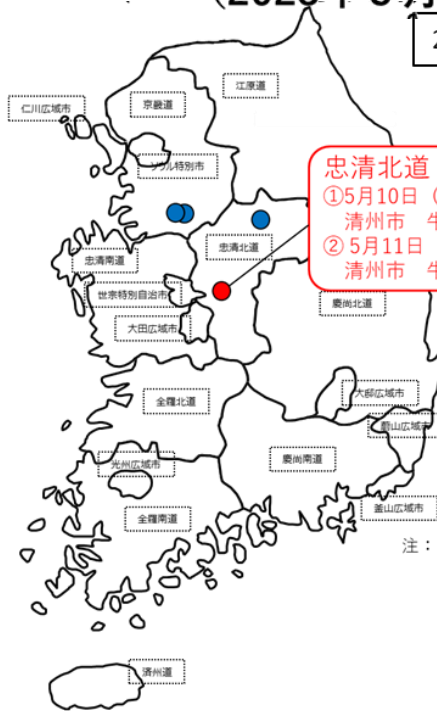 江原道
京畿道
仁川広域市
ソウル特別市
忠清北道
①5月10日（
清州市　牛
② 5月11日
清州市　牛
忠清北道
忠清南道
世宗特別自治市
慶尚北道
大田広域市
大邸広域市
全羅北道
蔚山広域市
光州広域市
慶尚南道
釜山広域市
全羅南道
注：
済州道